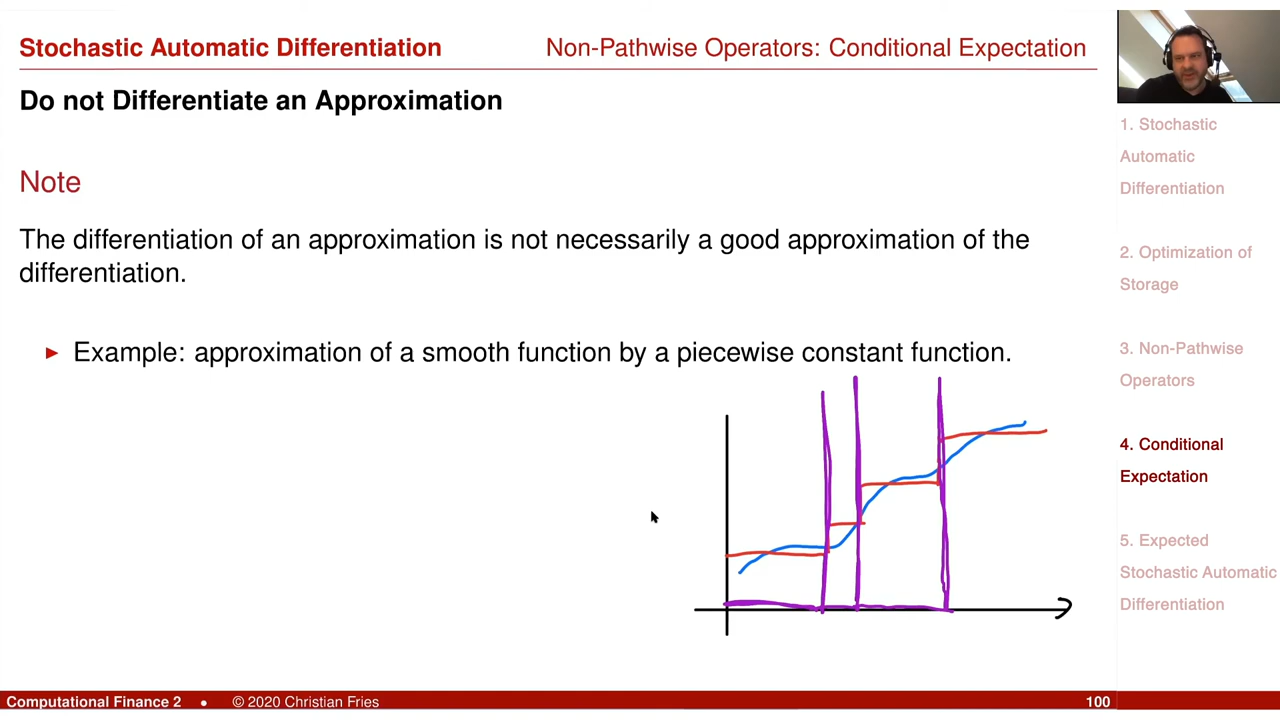 Stochastic Automatic Differentiation
Non-Pathwise Operators: Conditional Expectation
Do not Differentiate an Approximation
Note
The differentiation of an approximation is not necessarily a good approximation of the
differentiation.
► Example: approximation of a smooth function by a piecewise constant function.
1. Stochastic
Automatic
Differentiation
2. Optimization of
Storage
3. Non-Pathwise
Operators
4. Conditional
Expectation
5. Expected
Stochastic Automatic
Differentiation
Computational Finance 2 • © 2020 Christian Fries
100